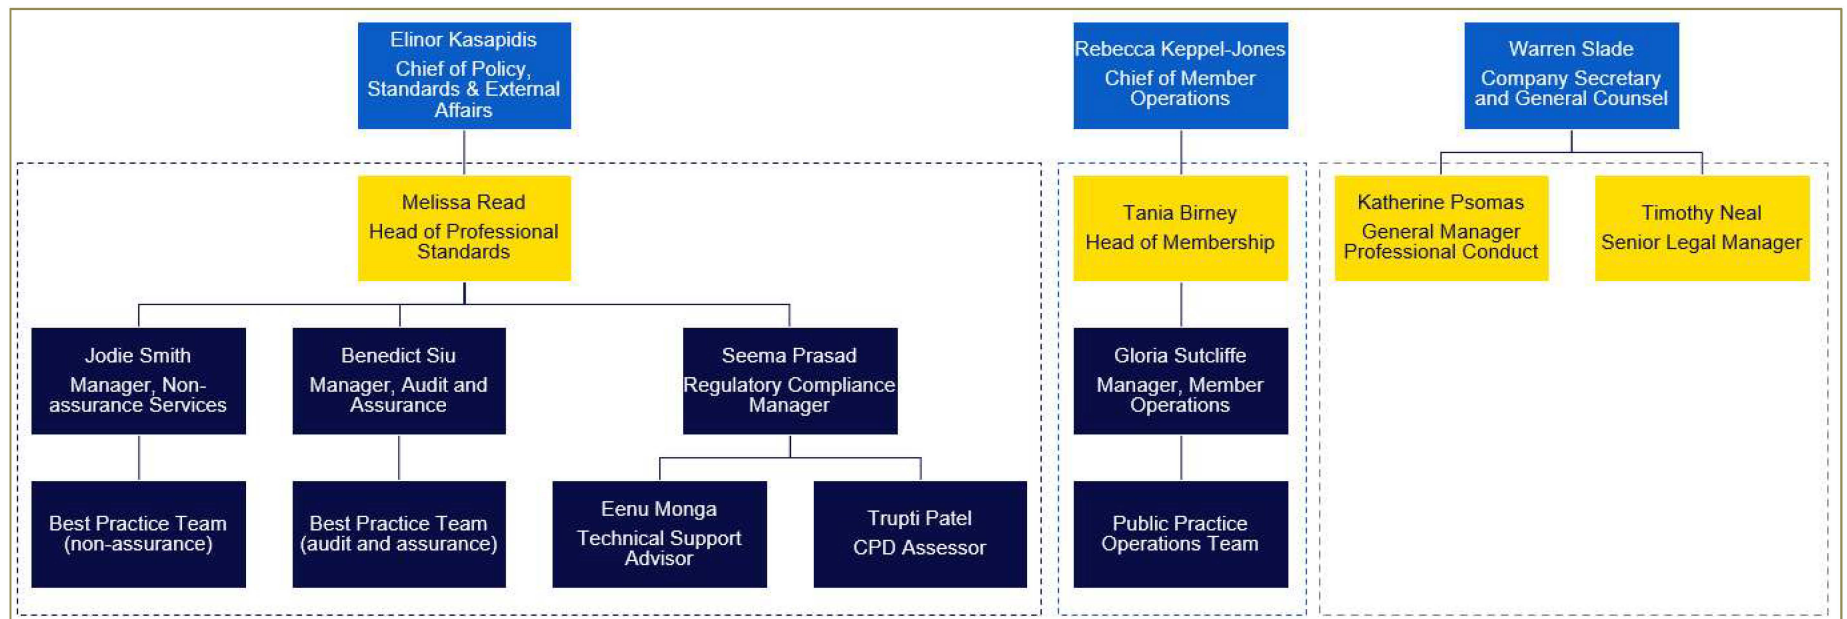 Elinor Kasapidis
Chief of Policy,
Standards & External
Affairs
Rebecca Keppel-Jones
Chief of Member
Operations
Warren Slade
Company Secretary
and General Counsel
Melissa Read
Head of Professional
Standards
Tania Birney
Head of Membership
Katherine Psomas
General Manager
Professional Conduct
Timothy Neal
Senior Legal Manager
Jodie Smith
Manager, Non-
assurance Services
Benedict Siu
Manager, Audit and
Assurance
Seema Prasad
Regulatory Compliance
Manager
Gloria Sutcliffe
Manager, Member
Operations
Best Practice Team
(non-assurance)
Best Practice Team
(audit and assurance)
Eenu Monga
Technical Support
Advisor
Trupti Patel
CPD Assessor
Public Practice
Operations Team